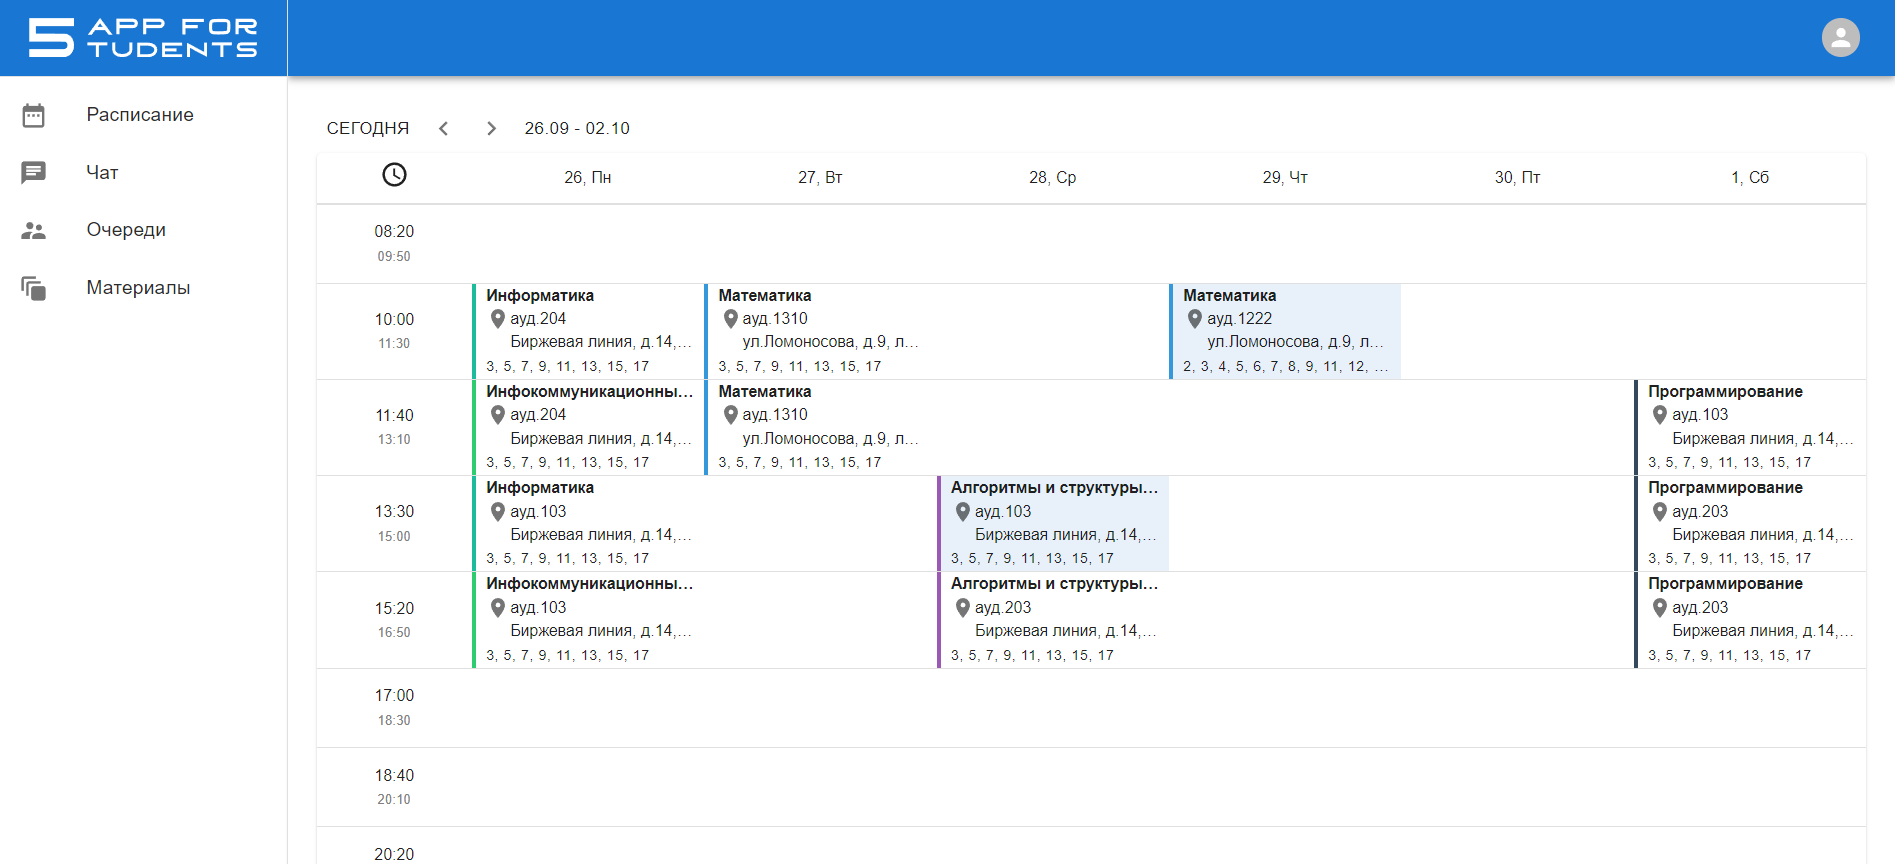 5 APP FOR
TUDENTS
Расписание
Чат
Очереди
Материалы
СЕГОДНЯ 26.09 - 02.10
26, Пн 27, Вт 28, Ср 29, Чт 30, Пт 1, Сб
08:20
09:50
10:00
11:30
Информатика
ауд.204
Биржевая линия, д.14,...
3, 5, 7, 9, 11, 13, 15, 17
Математика
ауд.1310
ул.Ломоносова, д.9, л...
3, 5, 7, 9, 11, 13, 15, 17
Математика
ауд.1222
ул.Ломоносова, д.9, л...
2, 3, 4, 5, 6, 7, 8, 9, 11, 12, ...
11:40
13:10
Инфокоммуникационны...
ауд.204
Биржевая линия, д.14,...
3, 5, 7, 9, 11, 13, 15, 17
Математика
ауд.1310
ул.Ломоносова, д.9, л...
3, 5, 7, 9, 11, 13, 15, 17
Программирование
ауд.103
Биржевая линия, д.14,...
3, 5, 7, 9, 11, 13, 15, 17
13:30
15:00
Информатика
ауд.103
Биржевая линия, д.14,...
3, 5, 7, 9, 11, 13, 15, 17
Алгоритмы и структуры...
ауд.103
Биржевая линия, д.14,...
3, 5, 7, 9, 11, 13, 15, 17
Программирование
ауд.203
Биржевая линия, д.14,...
3, 5, 7, 9, 11, 13, 15, 17
15:20
16:50
Инфокоммуникационны...
ауд.103
Биржевая линия, д.14,...
3, 5, 7, 9, 11, 13, 15, 17
Алгоритмы и структуры...
ауд.203
Биржевая линия, д.14,...
3, 5, 7, 9, 11, 13, 15, 17
Программирование
ауд.203
Биржевая линия, д.14,...
3, 5, 7, 9, 11, 13, 15, 17
17:00
18:30
18:40
20:10
20:20